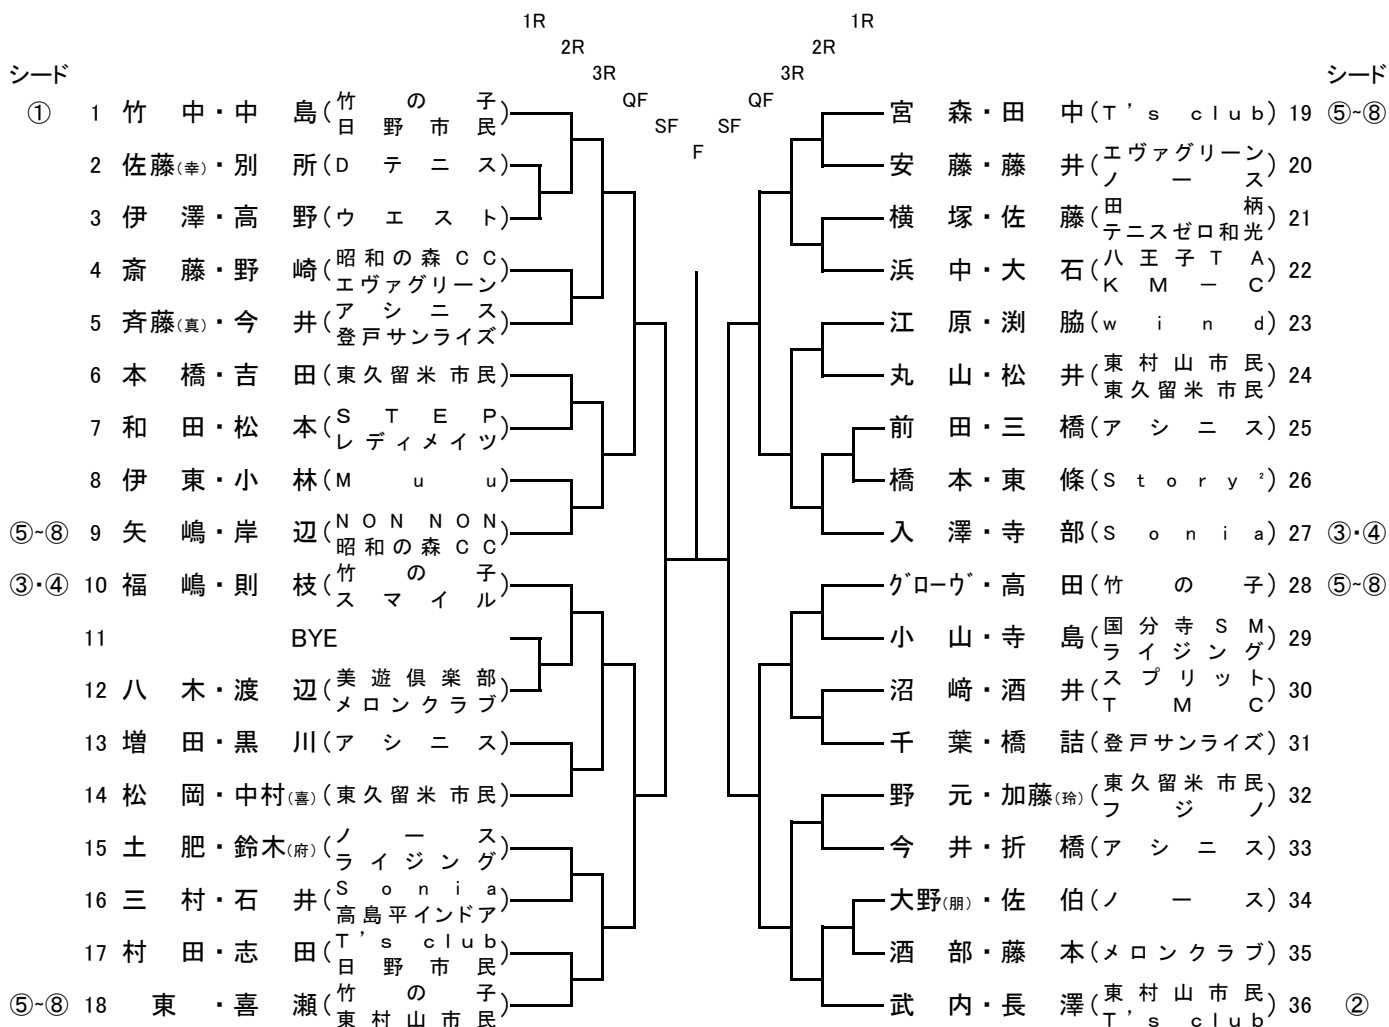 1R 1R
2R 2R
シード 3R 3R シード
QF QF
SF SF
F
① 1 竹中・中島(竹の子 日野市民)
2 佐藤(幸)・別所(Dテニス)
3 伊澤・高野(ウエスト)
4 斎藤・野崎(昭和の森CC エヴァグリーン)
5 斉藤(真)・今井(アシニス 登戸サンライズ)
6 本橋・吉田(東久留米市民)
7 和田・松本(STEP レディメイツ)
8 伊東・小林(Muu)
⑤~⑧ 9 矢嶋・岸辺(NON NON 昭和の森CC)
③・④ 10 福嶋・則枝(竹の子 スマイル)
11 BYE
12 八木・渡辺(美遊倶楽部 メロンクラブ)
13 増田・黒川(アシニス)
14 松岡・中村(喜)(東久留米市民)
15 土肥・鈴木(府)(ノース ライジング)
16 三村・石井(Sonia 高島平インドア)
17 村田・志田(T's club 日野市民)
⑤~⑧ 18 東・喜瀬(竹の子 東村山市民)
宮森・田中(T's club) 19 ⑤~⑧
安藤・藤井(エヴァグリーン ノース) 20
横塚・佐藤(田柄 テニスゼロ和光) 21
浜中・大石(八王子TA KM-C) 22
江原・渕脇(wind) 23
丸山・松井(東村山市民 東久留米市民) 24
前田・三橋(アシニス) 25
橋本・東條(Story²) 26
入澤・寺部(Sonia) 27 ③・④
グローヴ・高田(竹の子) 28 ⑤~⑧
小山・寺島(国分寺SM ライジング) 29
沼﨑・酒井(スプリット TMC) 30
千葉・橋詰(登戸サンライズ) 31
野元・加藤(玲)(東久留米市民 フジノ) 32
今井・折橋(アシニス) 33
大野(朋)・佐伯(ノース) 34
酒部・藤本(メロンクラブ) 35
武内・長澤(東村山市民 T's club) 36 ②